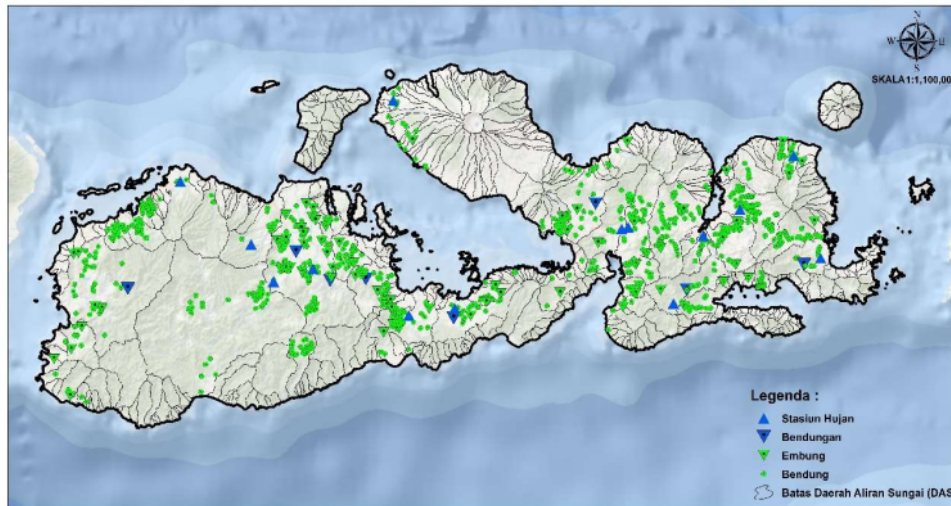 N
W
E
S
SKALA 1:1,100,00
Legenda :
Stasiun Hujan
Bendungan
Embung
Bendung
Batas Daerah Aliran Sungai (DAS